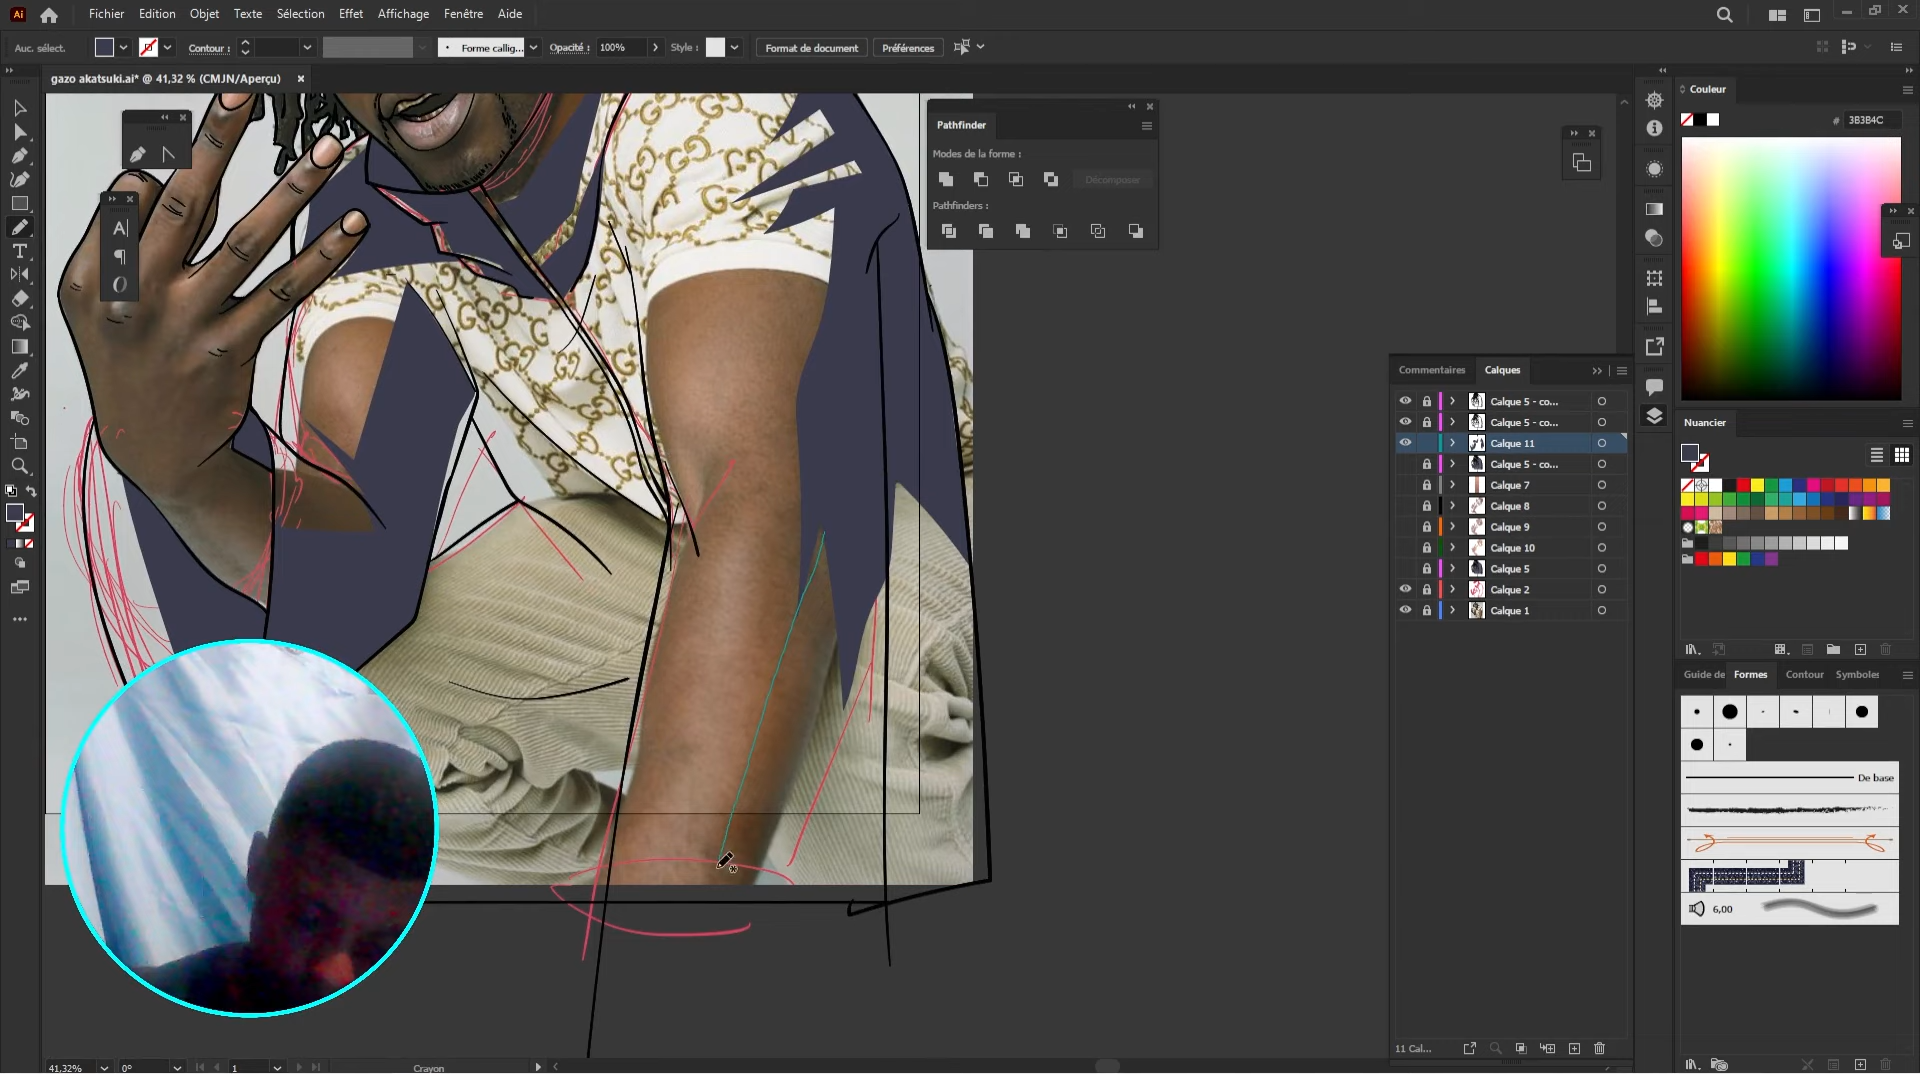 Ai Fichier Edition Objet Texte Sélection Effet Affichage Fenêtre Aide
Auc. sélect. Contour : Forme callig... Opacité : 100% Style : Format de document Préférences
gazo akatsuki.ai* @ 41,32 % (CMJN/Aperçu)
Couleur
# 3B3B4C
Pathfinder
Modes de la forme :
Décomposer
Pathfinders :
Commentaires Calques
Calque 5 - co...
Calque 5 - co...
Calque 11
Calque 5 - co...
Calque 7
Calque 8
Calque 9
Calque 10
Calque 5
Calque 2
Calque 1
11 Cal...
Nuancier
Guide de Formes Contour Symboles
De base
6,00
41,32% 0° 1 Crayon